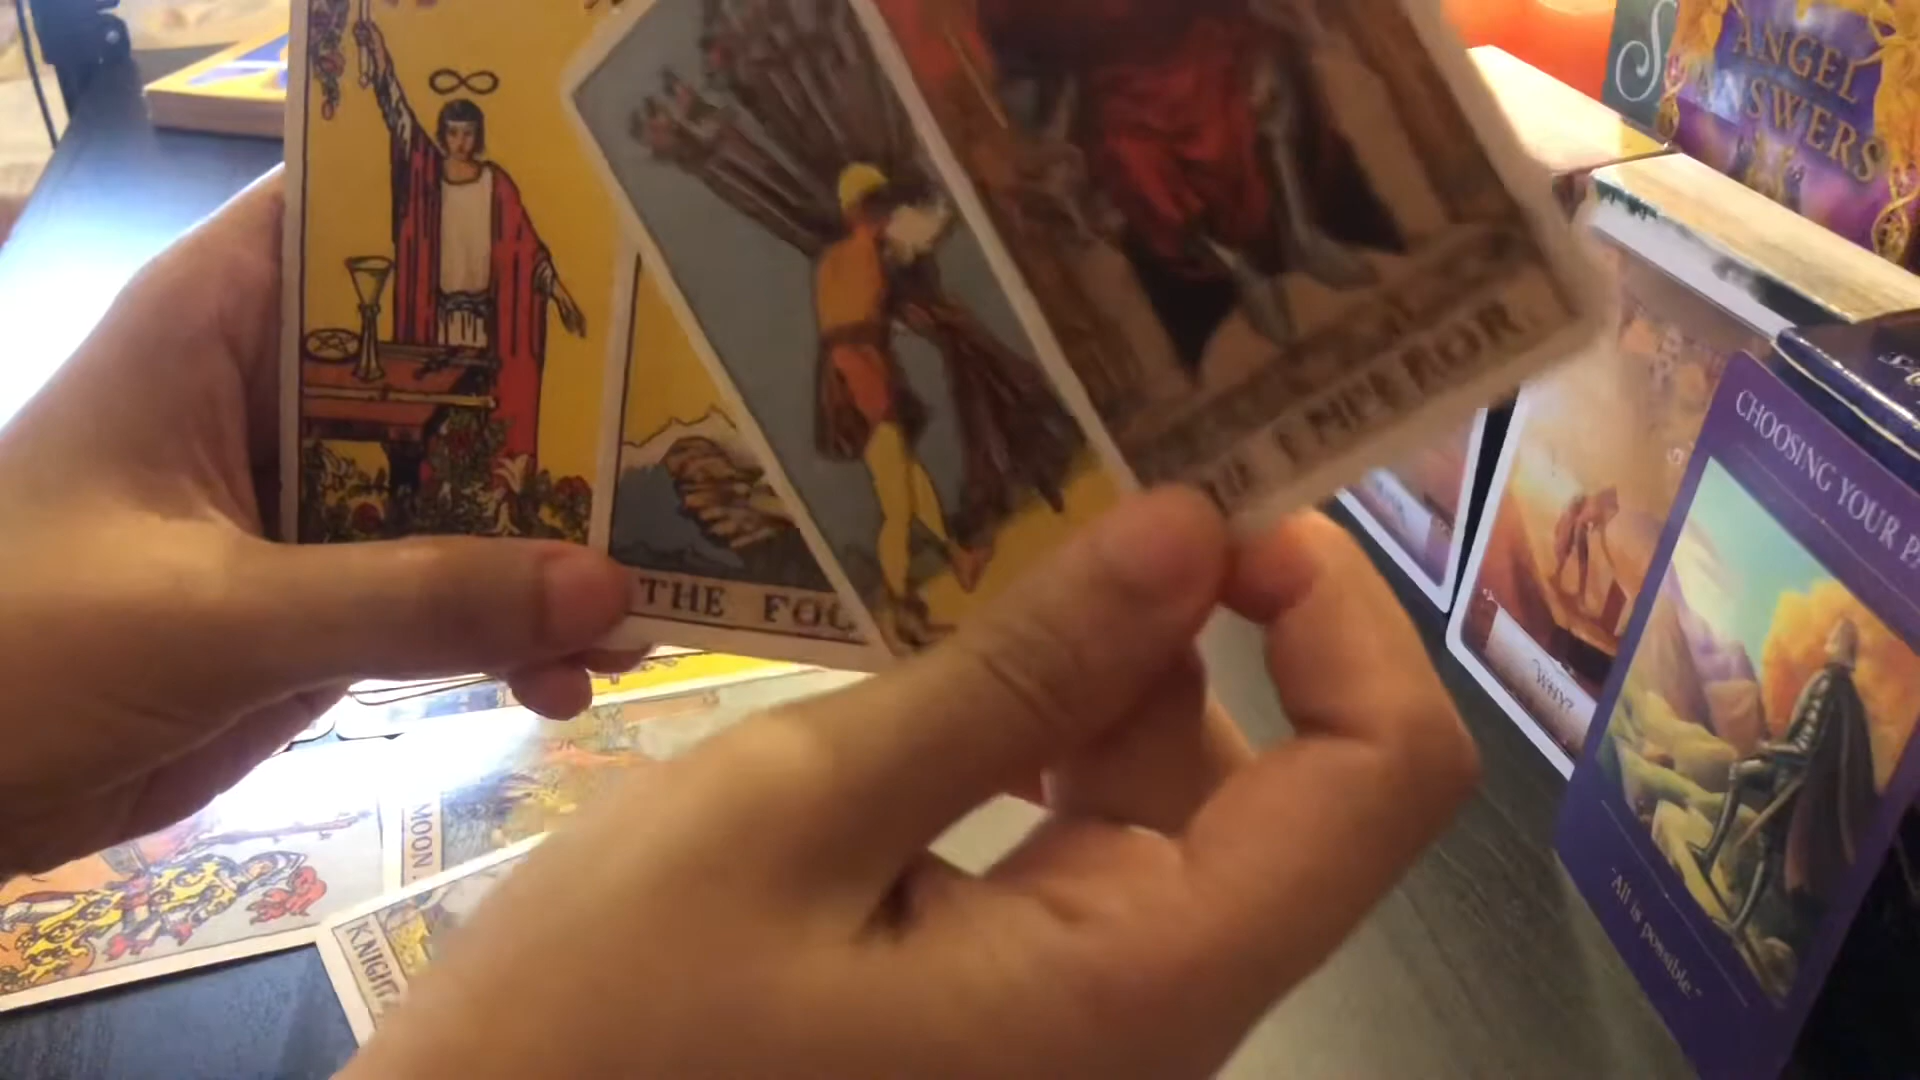 ANGEL
ANSWERS
THE EMPEROR.
THE FOO
CHOOSING YOUR PA
WHY?
MOON
KNIGHT
"All is possible."